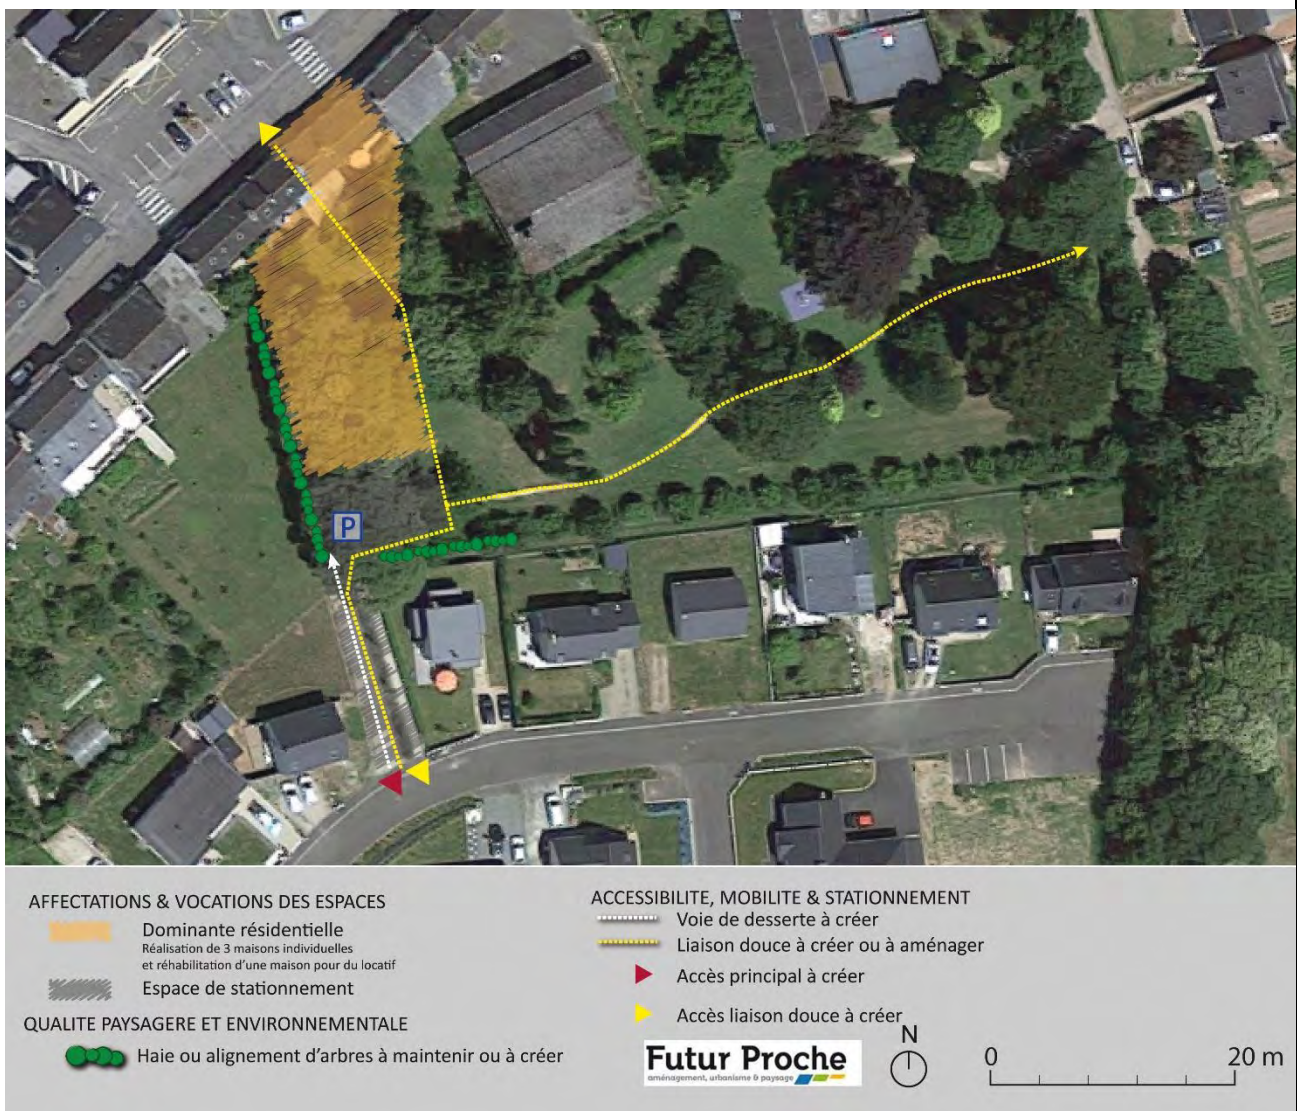 P
AFFECTATIONS & VOCATIONS DES ESPACES
Dominante résidentielle
Réalisation de 3 maisons individuelles
et réhabilitation d'une maison pour du locatif
Espace de stationnement
QUALITE PAYSAGERE ET ENVIRONNEMENTALE
Haie ou alignement d'arbres à maintenir ou à créer
ACCESSIBILITE, MOBILITE & STATIONNEMENT
Voie de desserte à créer
Liaison douce à créer ou à aménager
Accès principal à créer
Accès liaison douce à créer
Futur Proche
aménagement, urbanisme & paysage
N
0 20 m